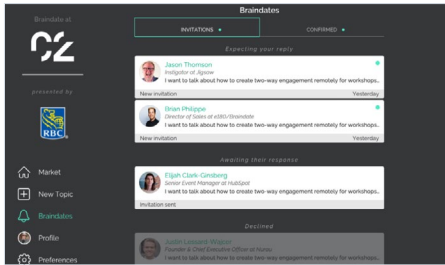 Braindate at
C2
presented by
RBC
Market
New Topic
Braindates
Profile
Preferences
Braindates
INVITATIONS
CONFIRMED
Expecting your reply
Jason Thomson
Instigator at Jigsaw
I want to talk about how to create two-way engagement remotely for workshops..
New invitation
Yesterday
Brian Philippe
Director of Sales at e180/Braindate
I want to talk about how to create two-way engagement remotely for workshops..
New invitation
Yesterday
Awaiting their response
Elijah Clark-Ginsberg
Senior Event Manager at HubSpot
I want to talk about how to create two-way engagement remotely for workshops..
Invitation sent
Declined
Founder & Chief Executive Officer at
I want to talk about how to create two-way engagement remotely for workshops..